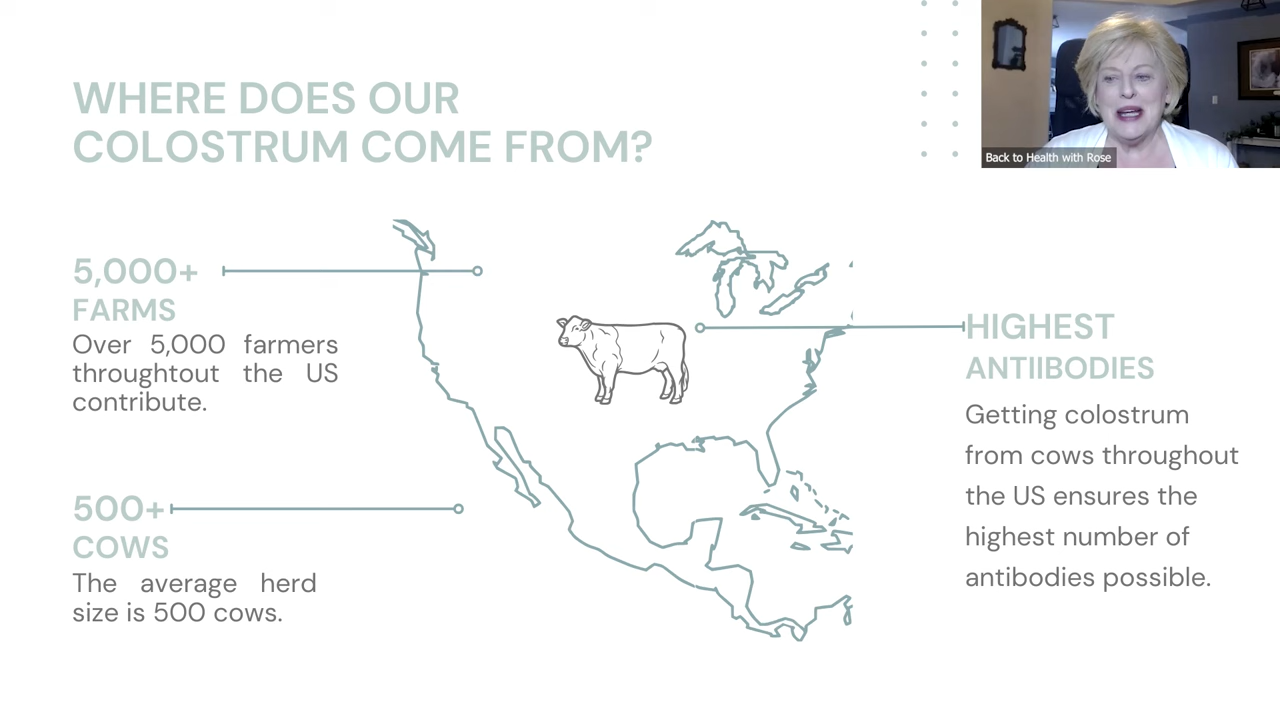 WHERE DOES OUR
COLOSTRUM COME FROM?
Back to Health with Rose
5,000+
FARMS
Over 5,000 farmers
throughtout the US
contribute.
500+
COWS
The average herd
size is 500 cows.
HIGHEST
ANTIIBODIES
Getting colostrum
from cows throughout
the US ensures the
highest number of
antibodies possible.